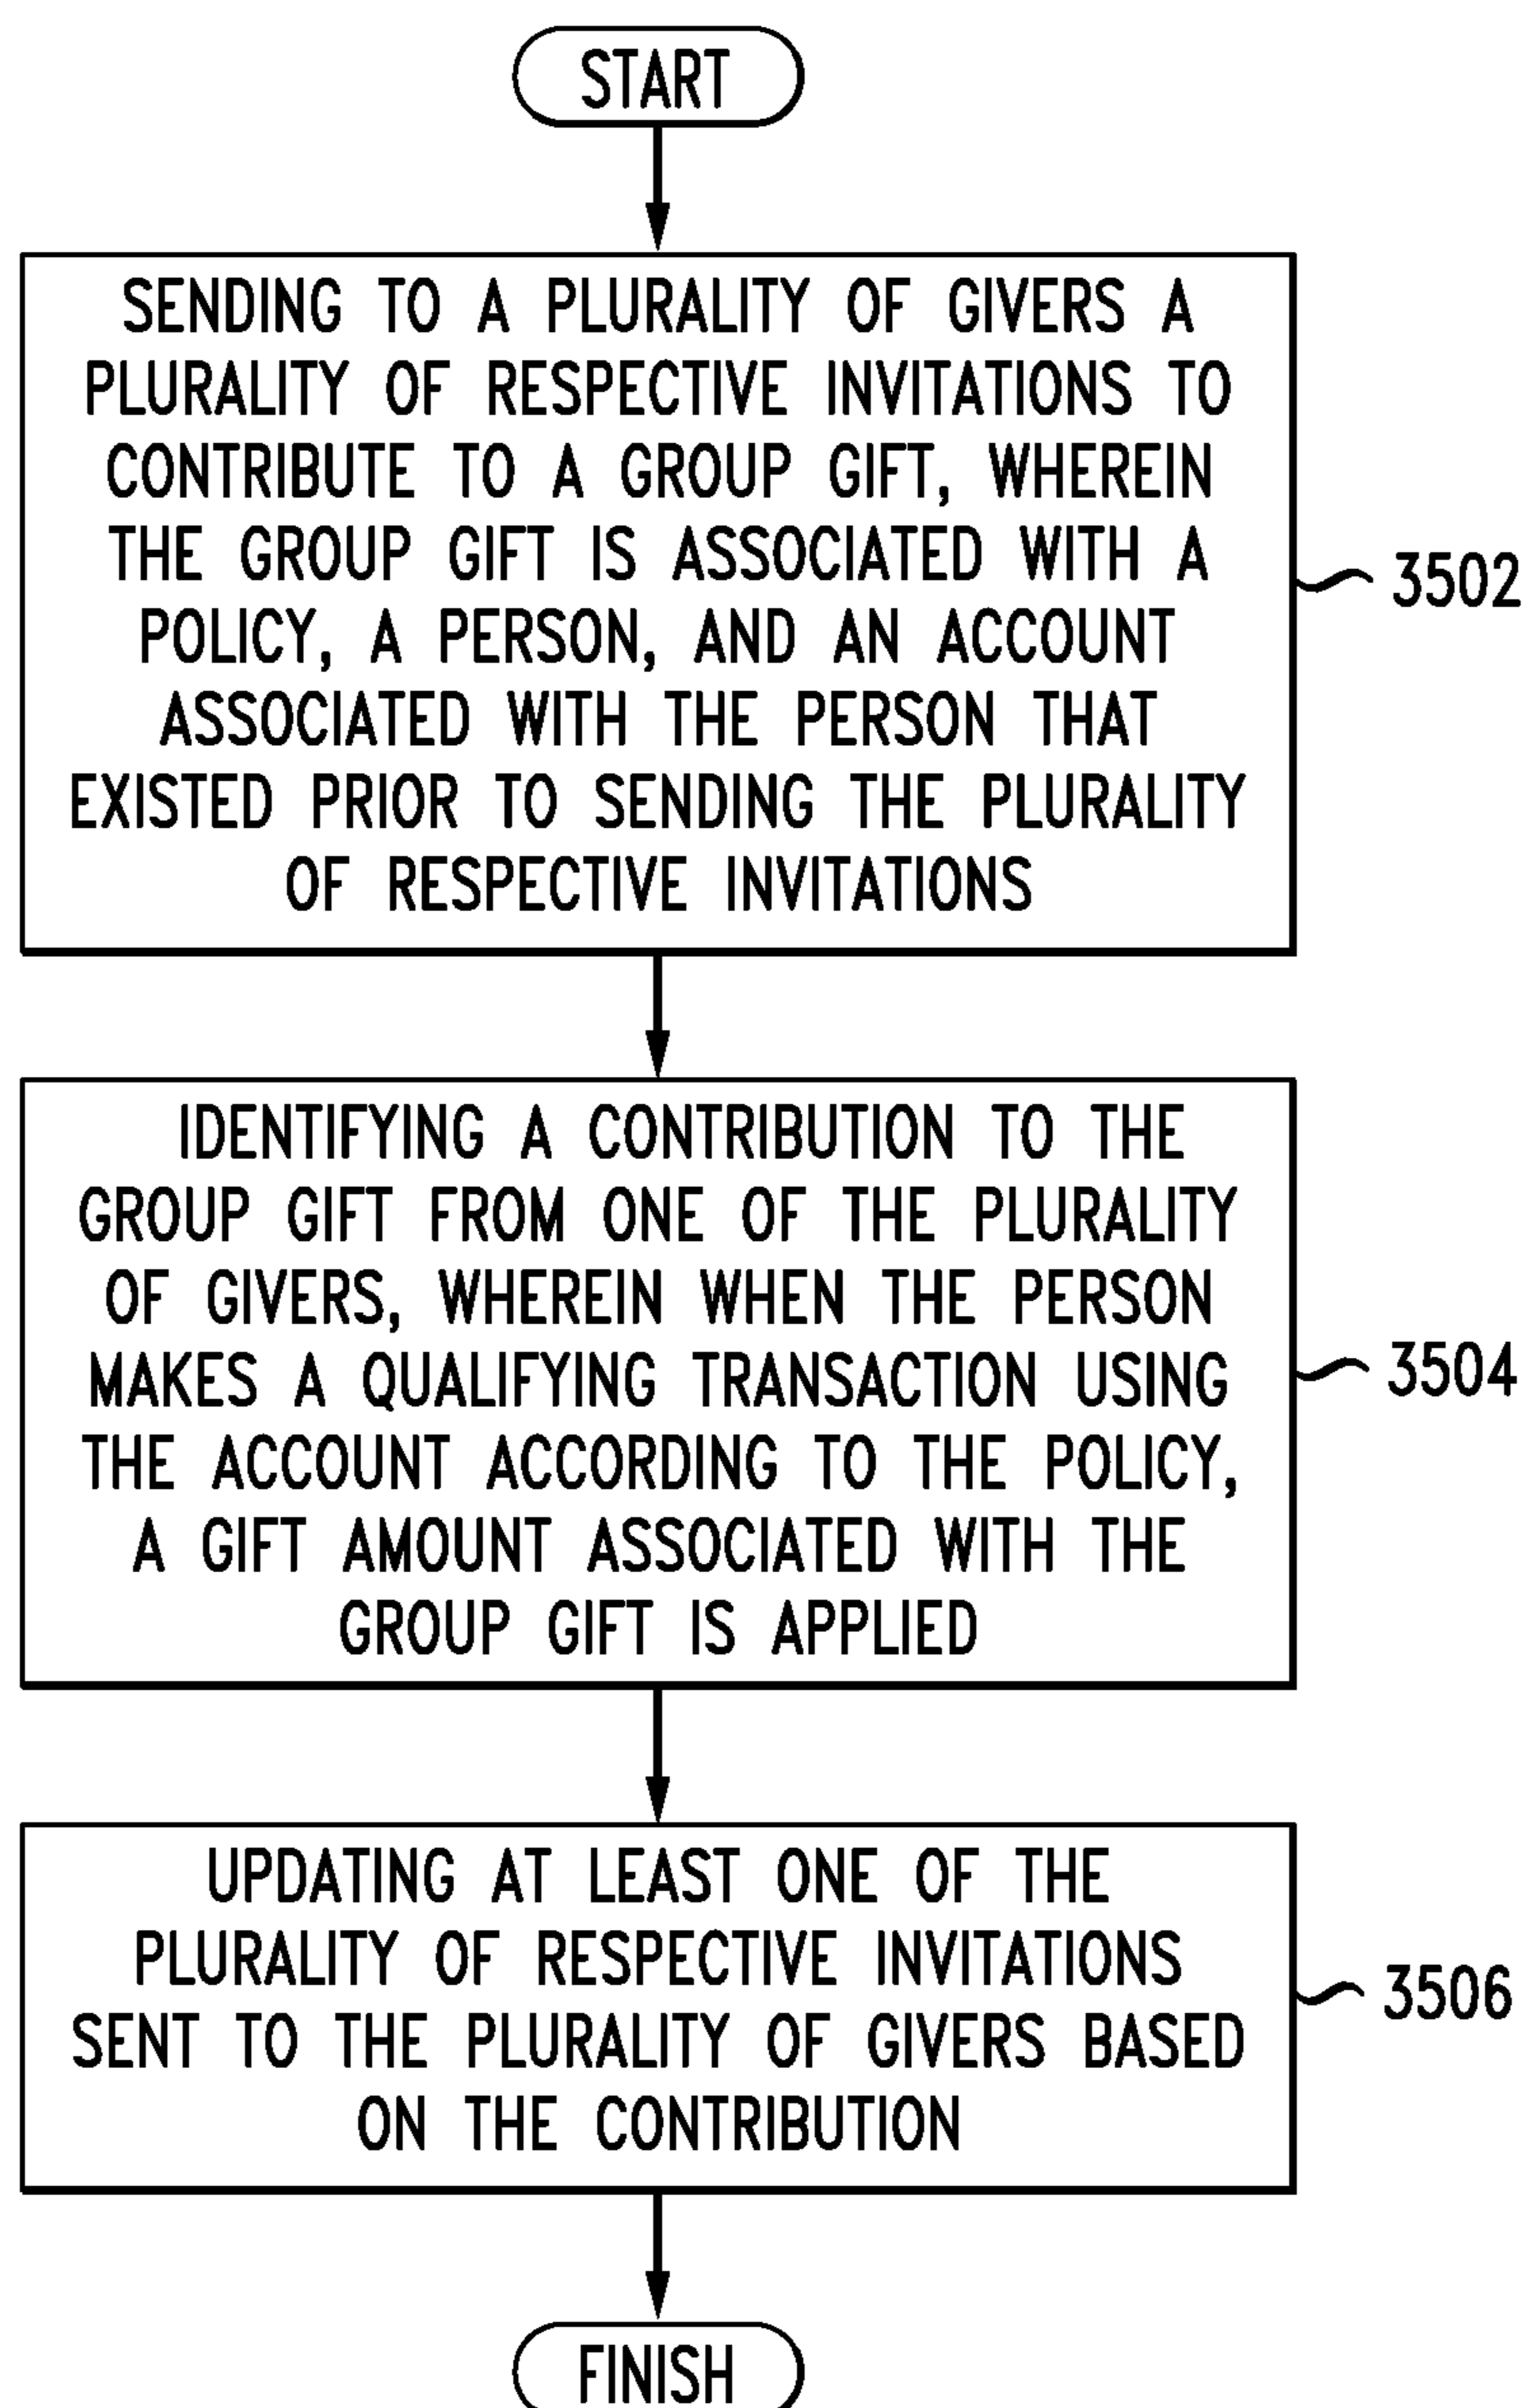 START
SENDING TO A PLURALITY OF GIVERS A
PLURALITY OF RESPECTIVE INVITATIONS TO
CONTRIBUTE TO A GROUP GIFT, WHEREIN
THE GROUP GIFT IS ASSOCIATED WITH A
POLICY, A PERSON, AND AN ACCOUNT
ASSOCIATED WITH THE PERSON THAT
EXISTED PRIOR TO SENDING THE PLURALITY
OF RESPECTIVE INVITATIONS
3502
IDENTIFYING A CONTRIBUTION TO THE
GROUP GIFT FROM ONE OF THE PLURALITY
OF GIVERS, WHEREIN WHEN THE PERSON
MAKES A QUALIFYING TRANSACTION USING
THE ACCOUNT ACCORDING TO THE POLICY,
A GIFT AMOUNT ASSOCIATED WITH THE
GROUP GIFT IS APPLIED
3504
UPDATING AT LEAST ONE OF THE
PLURALITY OF RESPECTIVE INVITATIONS
SENT TO THE PLURALITY OF GIVERS BASED
ON THE CONTRIBUTION
3506
FINISH